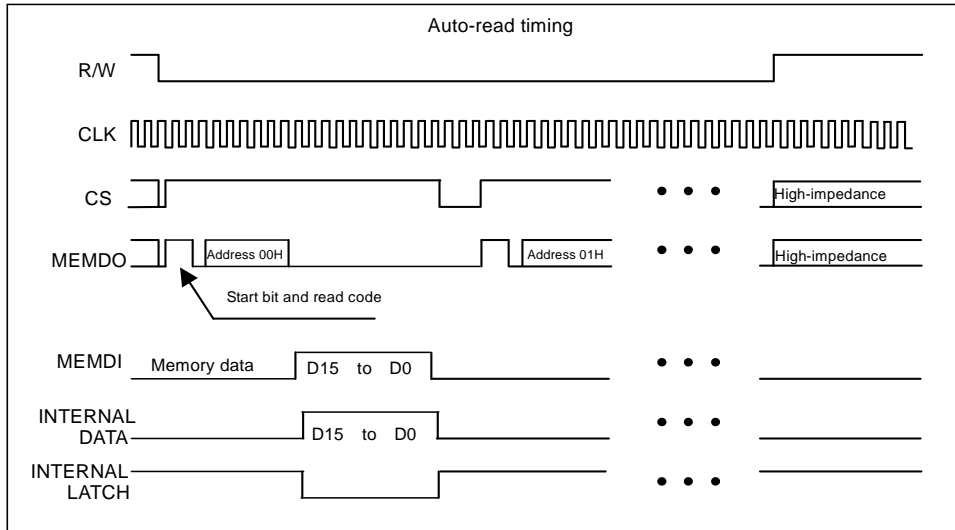 Auto-read timing
R/W
CLK
CS
High-impedance
MEMDO
Address 00H
Address 01H
High-impedance
Start bit and read code
MEMDI
Memory data
D15 to D0
INTERNAL
DATA
D15 to D0
INTERNAL
LATCH